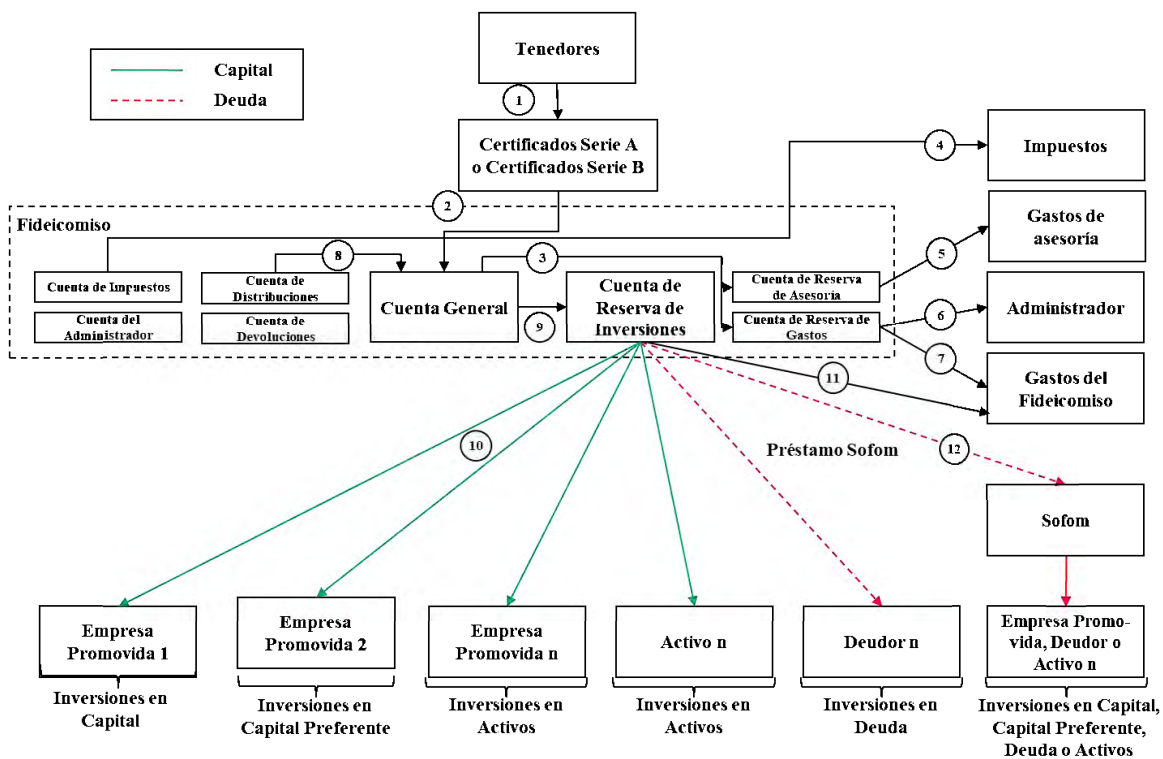 Tenedores
Capital
Deuda
1
Certificados Serie A
o Certificados Serie B
4
Impuestos
2
Fideicomiso
Gastos de
asesoría
8
3
5
Cuenta de Impuestos
Cuenta de
Distribuciones
Cuenta General
Cuenta de
Reserva de
Inversiones
Cuenta de Reserva
de Asesoría
Cuenta del
Administrador
Cuenta de
Devoluciones
9
Cuenta de Reserva de
Gastos
6
Administrador
7
11
Gastos del
Fideicomiso
10
Préstamo Sofom
12
Sofom
Empresa
Promovida 1
Empresa
Promovida 2
Empresa
Promovida n
Activo n
Deudor n
Empresa Promo-
vida, Deudor o
Activo n
Inversiones en
Capital
Inversiones en
Capital Preferente
Inversiones en
Activos
Inversiones en
Activos
Inversiones en
Deuda
Inversiones en Capital,
Capital Preferente,
Deuda o Activos